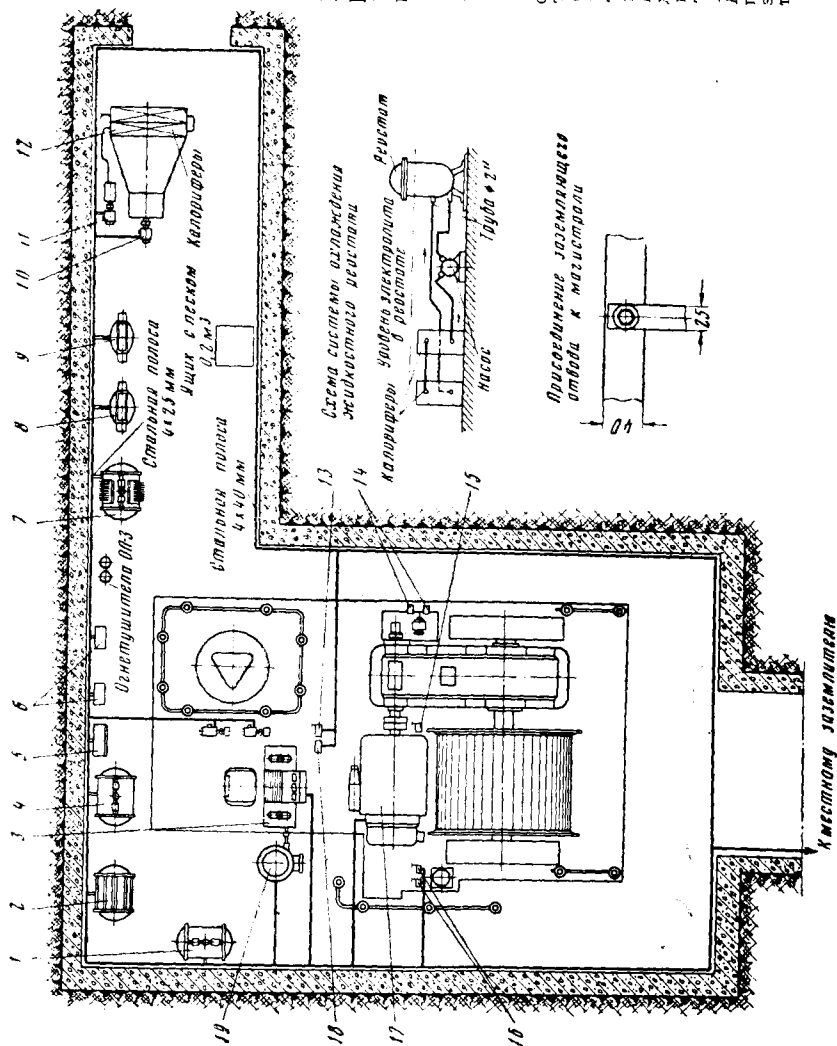 1
2
3
4
5
6
7
8
9
10
11
12
Огнетушители ОПЗ
Стальная полоса
4×25 мм
Ящик с песком
0,2 м3
Калориферы
Стальная полоса
4×40 мм
13
14
15
Схема системы охлаждения
жидкостного реостата
Калориферы
Уровень электролита
в реостате
Реостат
Насос
Труба ф 2"
Присоединение заземляющего
отвода к магистрали
40
25
19
18
17
16
К местному заземлителю